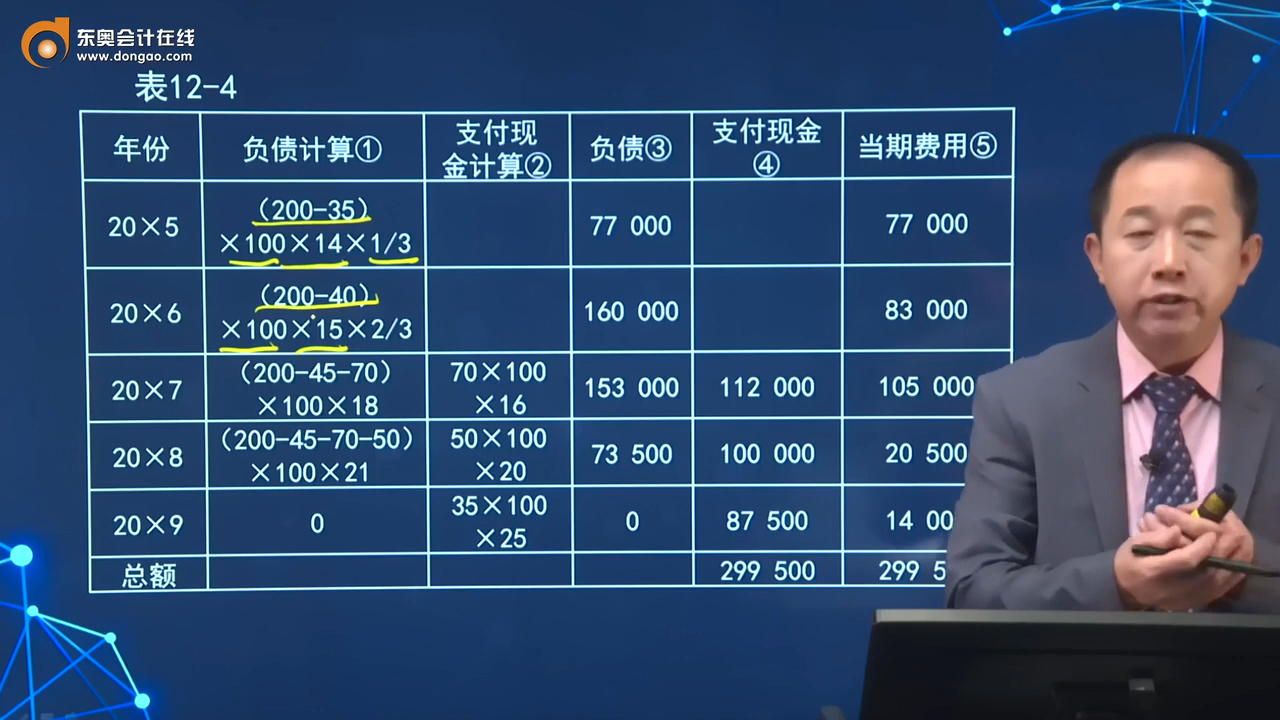 东奥会计在线
www.dongao.com
表12-4
年份 负债计算① 支付现金计算② 负债③ 支付现金④ 当期费用⑤
20×5 (200-35)×100×14×1/3 77 000 77 000
20×6 (200-40)×100×15×2/3 160 000 83 000
20×7 (200-45-70)×100×18 70×100×16 153 000 112 000 105 000
20×8 (200-45-70-50)×100×21 50×100×20 73 500 100 000 20 500
20×9 0 35×100×25 0 87 500 14 00
总额 299 500 299 5